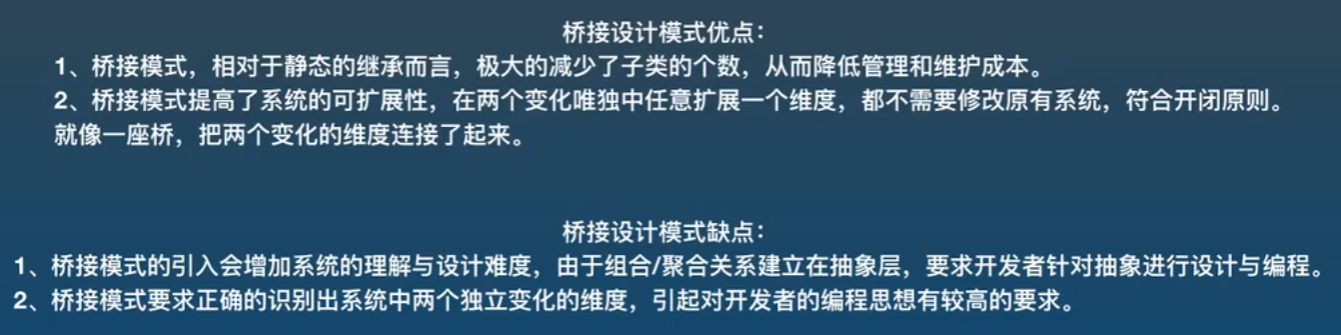 桥接设计模式优点：
1、桥接模式，相对于静态的继承而言，极大的减少了子类的个数，从而降低管理和维护成本。
2、桥接模式提高了系统的可扩展性，在两个变化唯独中任意扩展一个维度，都不需要修改原有系统，符合开闭原则。
就像一座桥，把两个变化的维度连接了起来。
桥接设计模式缺点：
1、桥接模式的引入会增加系统的理解与设计难度，由于组合/聚合关系建立在抽象层，要求开发者针对抽象进行设计与编程。
2、桥接模式要求正确的识别出系统中两个独立变化的维度，引起对开发者的编程思想有较高的要求。